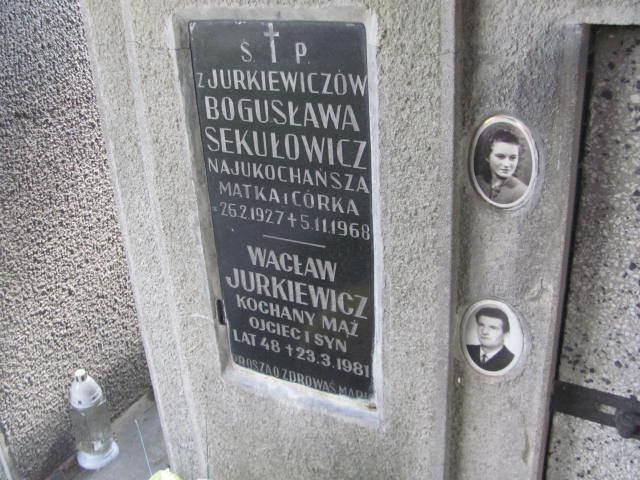 Ś. P.
z JURKIEWICZÓW
BOGUSŁAWA
SEKUŁOWICZ
NAJUKOCHAŃSZA
MATKA I CÓRKA
* 26.2.1927 + 5.11.1968
WACŁAW
JURKIEWICZ
KOCHANY MĄŻ
OJCIEC I SYN
LAT 48 + 23.3.1981
PROSZĄ O ZDROWAŚ MARIO